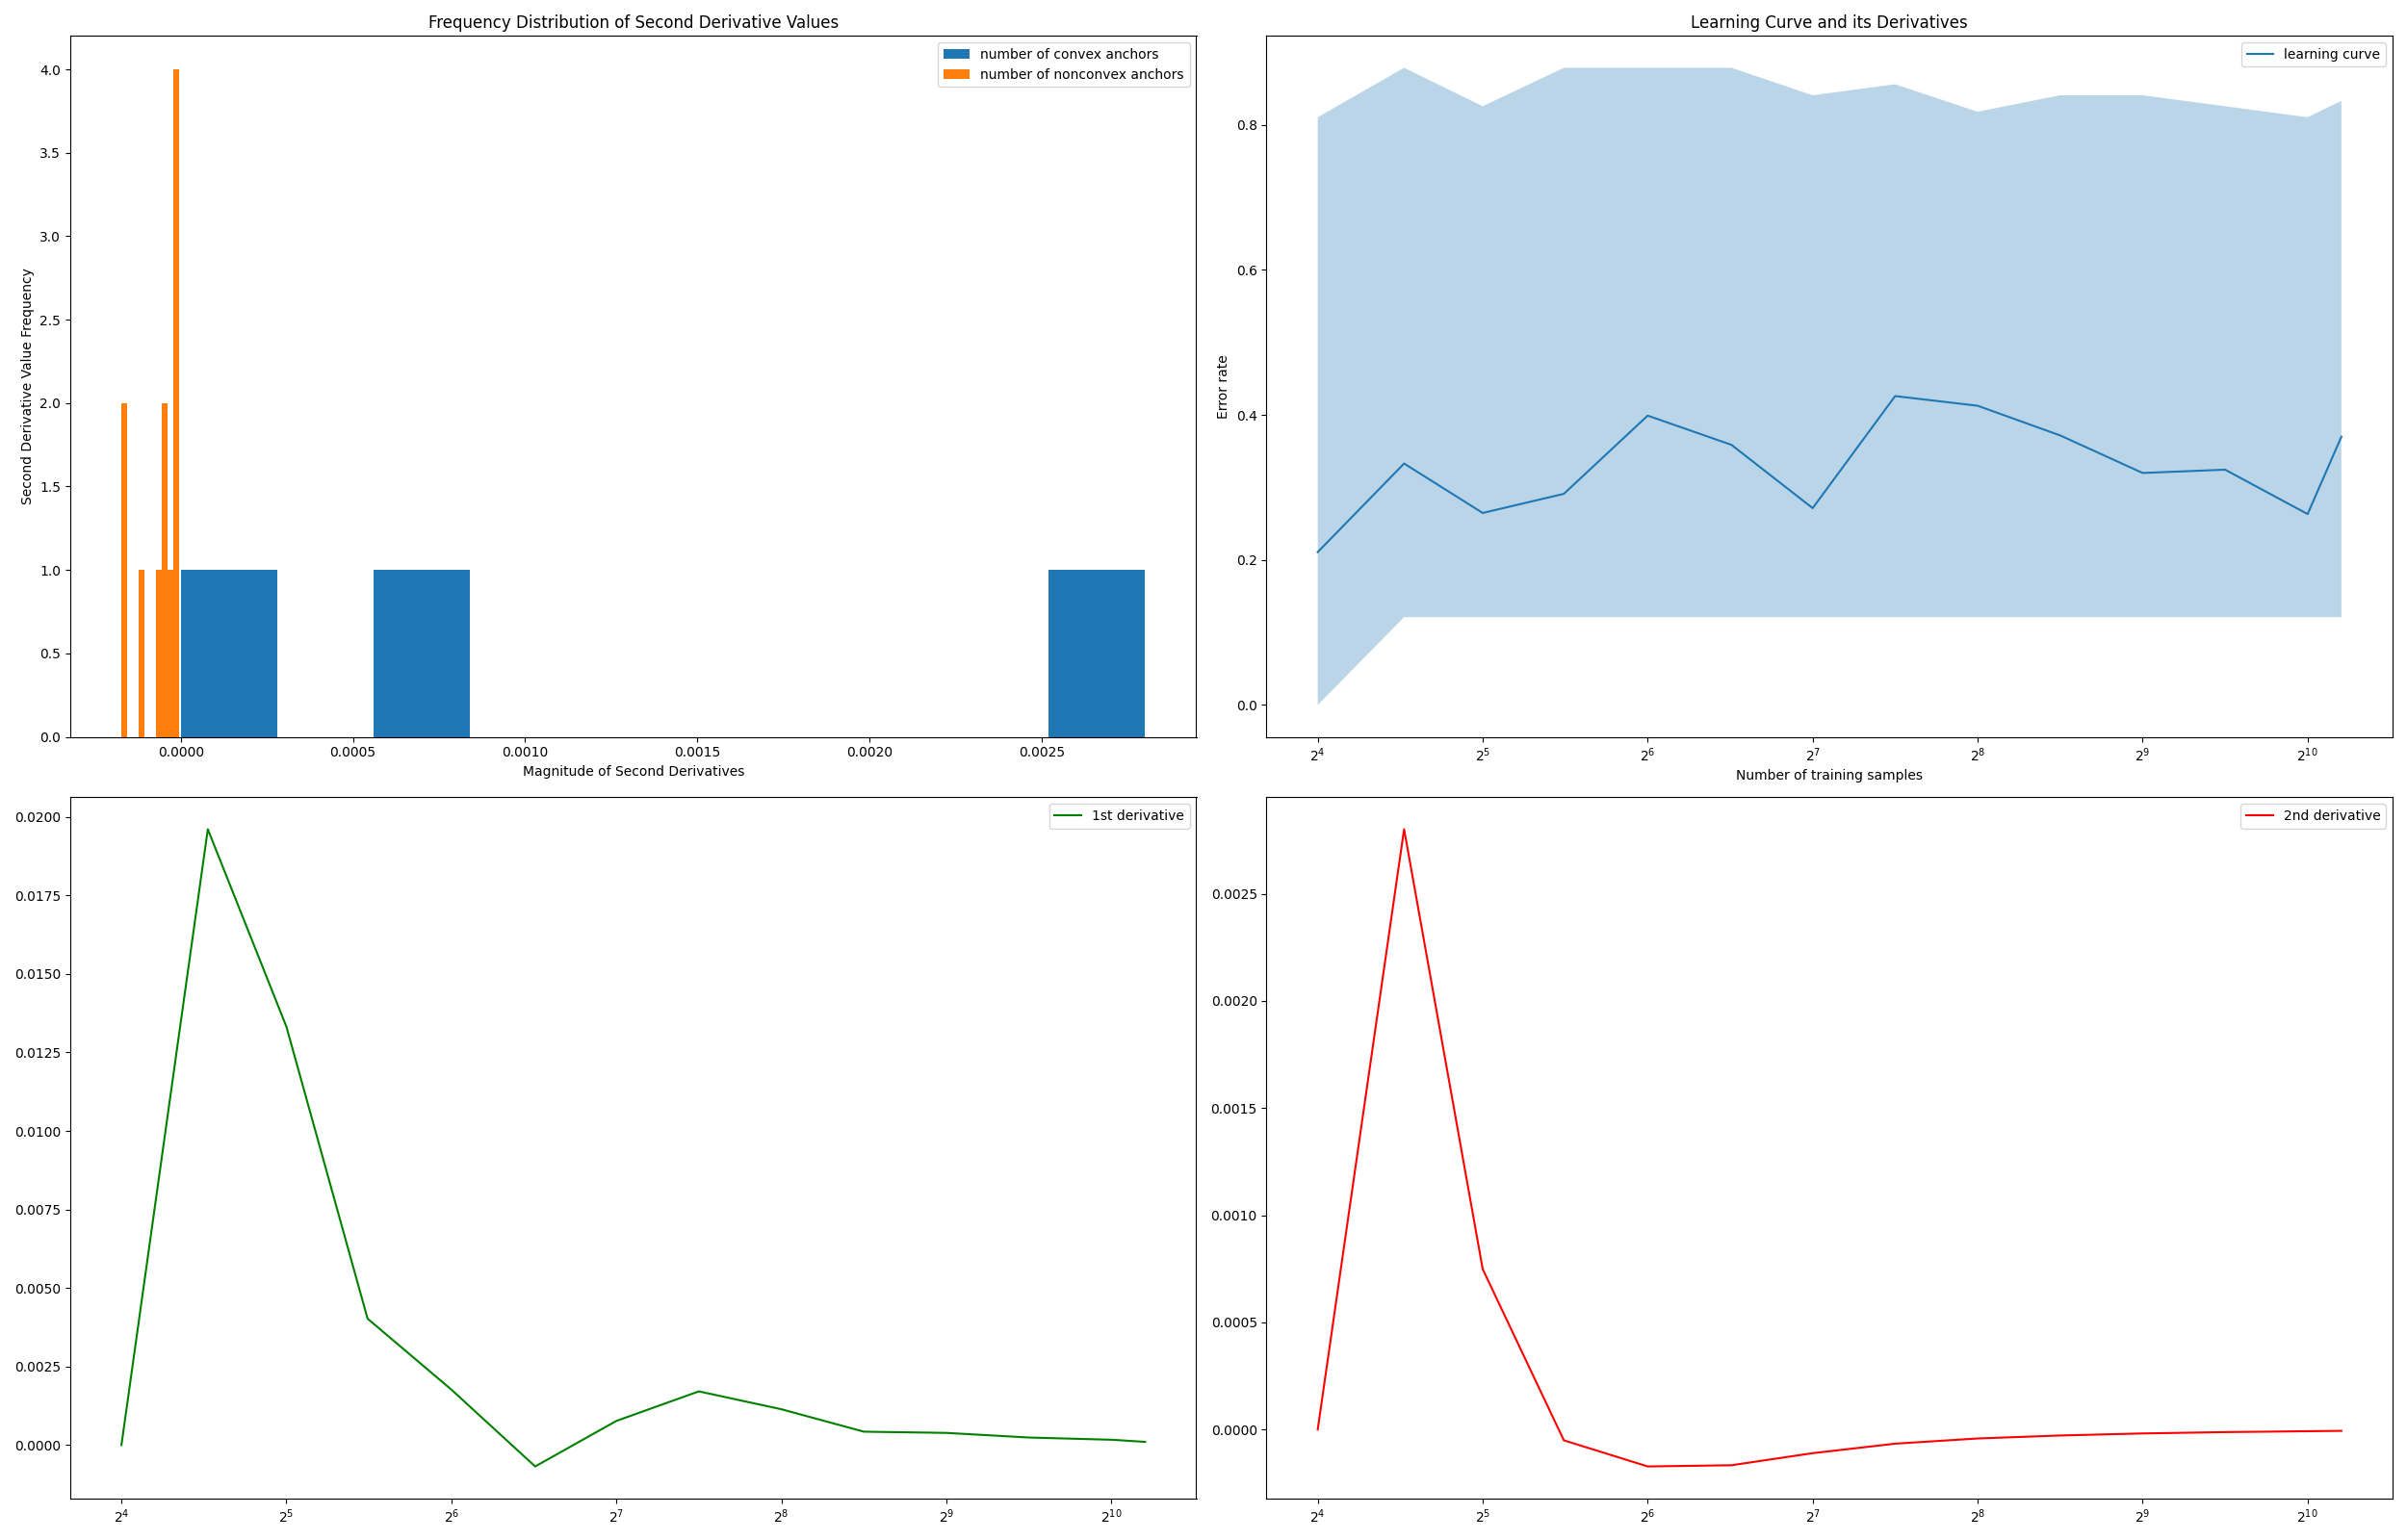 Frequency Distribution of Second Derivative Values
number of convex anchors
number of nonconvex anchors
4.0
3.5
3.0
2.5
2.0
1.5
1.0
0.5
0.0
Second Derivative Value Frequency
0.0000 0.0005 0.0010 0.0015 0.0020 0.0025
Magnitude of Second Derivatives
Learning Curve and its Derivatives
learning curve
0.8
0.6
0.4
0.2
0.0
Error rate
2^4 2^5 2^6 2^7 2^8 2^9 2^10
Number of training samples
1st derivative
0.0200
0.0175
0.0150
0.0125
0.0100
0.0075
0.0050
0.0025
0.0000
2^4 2^5 2^6 2^7 2^8 2^9 2^10
2nd derivative
0.0025
0.0020
0.0015
0.0010
0.0005
0.0000
2^4 2^5 2^6 2^7 2^8 2^9 2^10